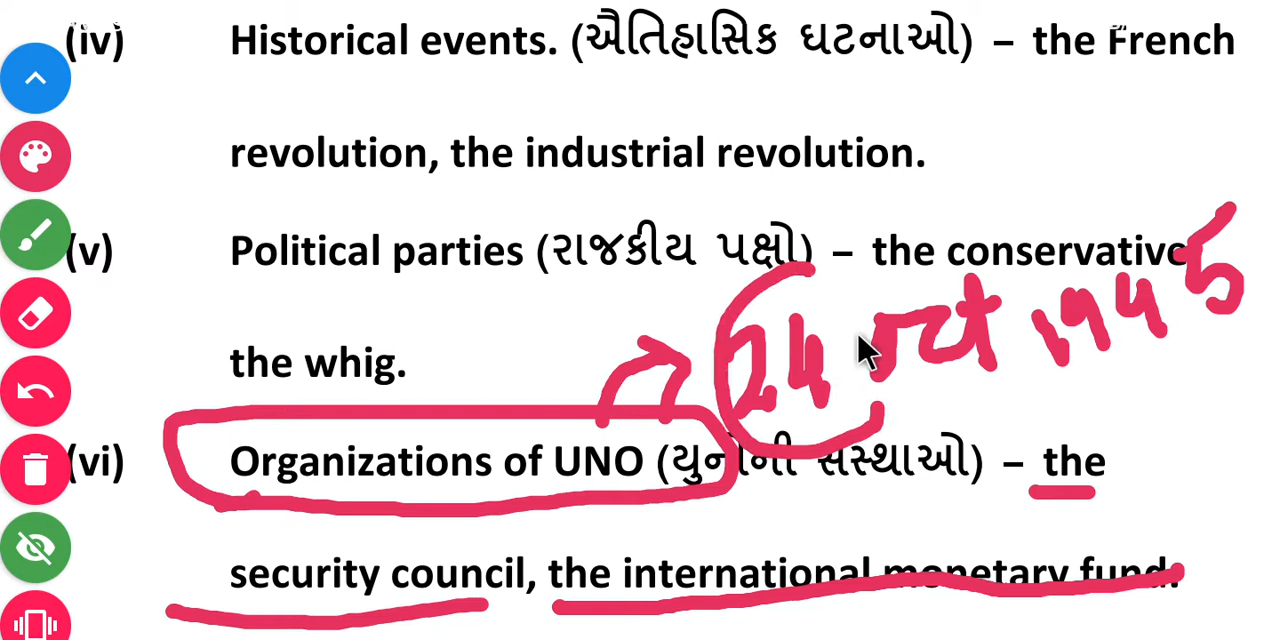 (iv) Historical events. (ઐતિહાસિક ઘટનાઓ) – the French
revolution, the industrial revolution.
(v) Political parties (રાજકીય પક્ષો) – the conservative
24 oct 1945
the whig.
(vi) Organizations of UNO (યુનોની સંસ્થાઓ) – the
security council, the international monetary fund.